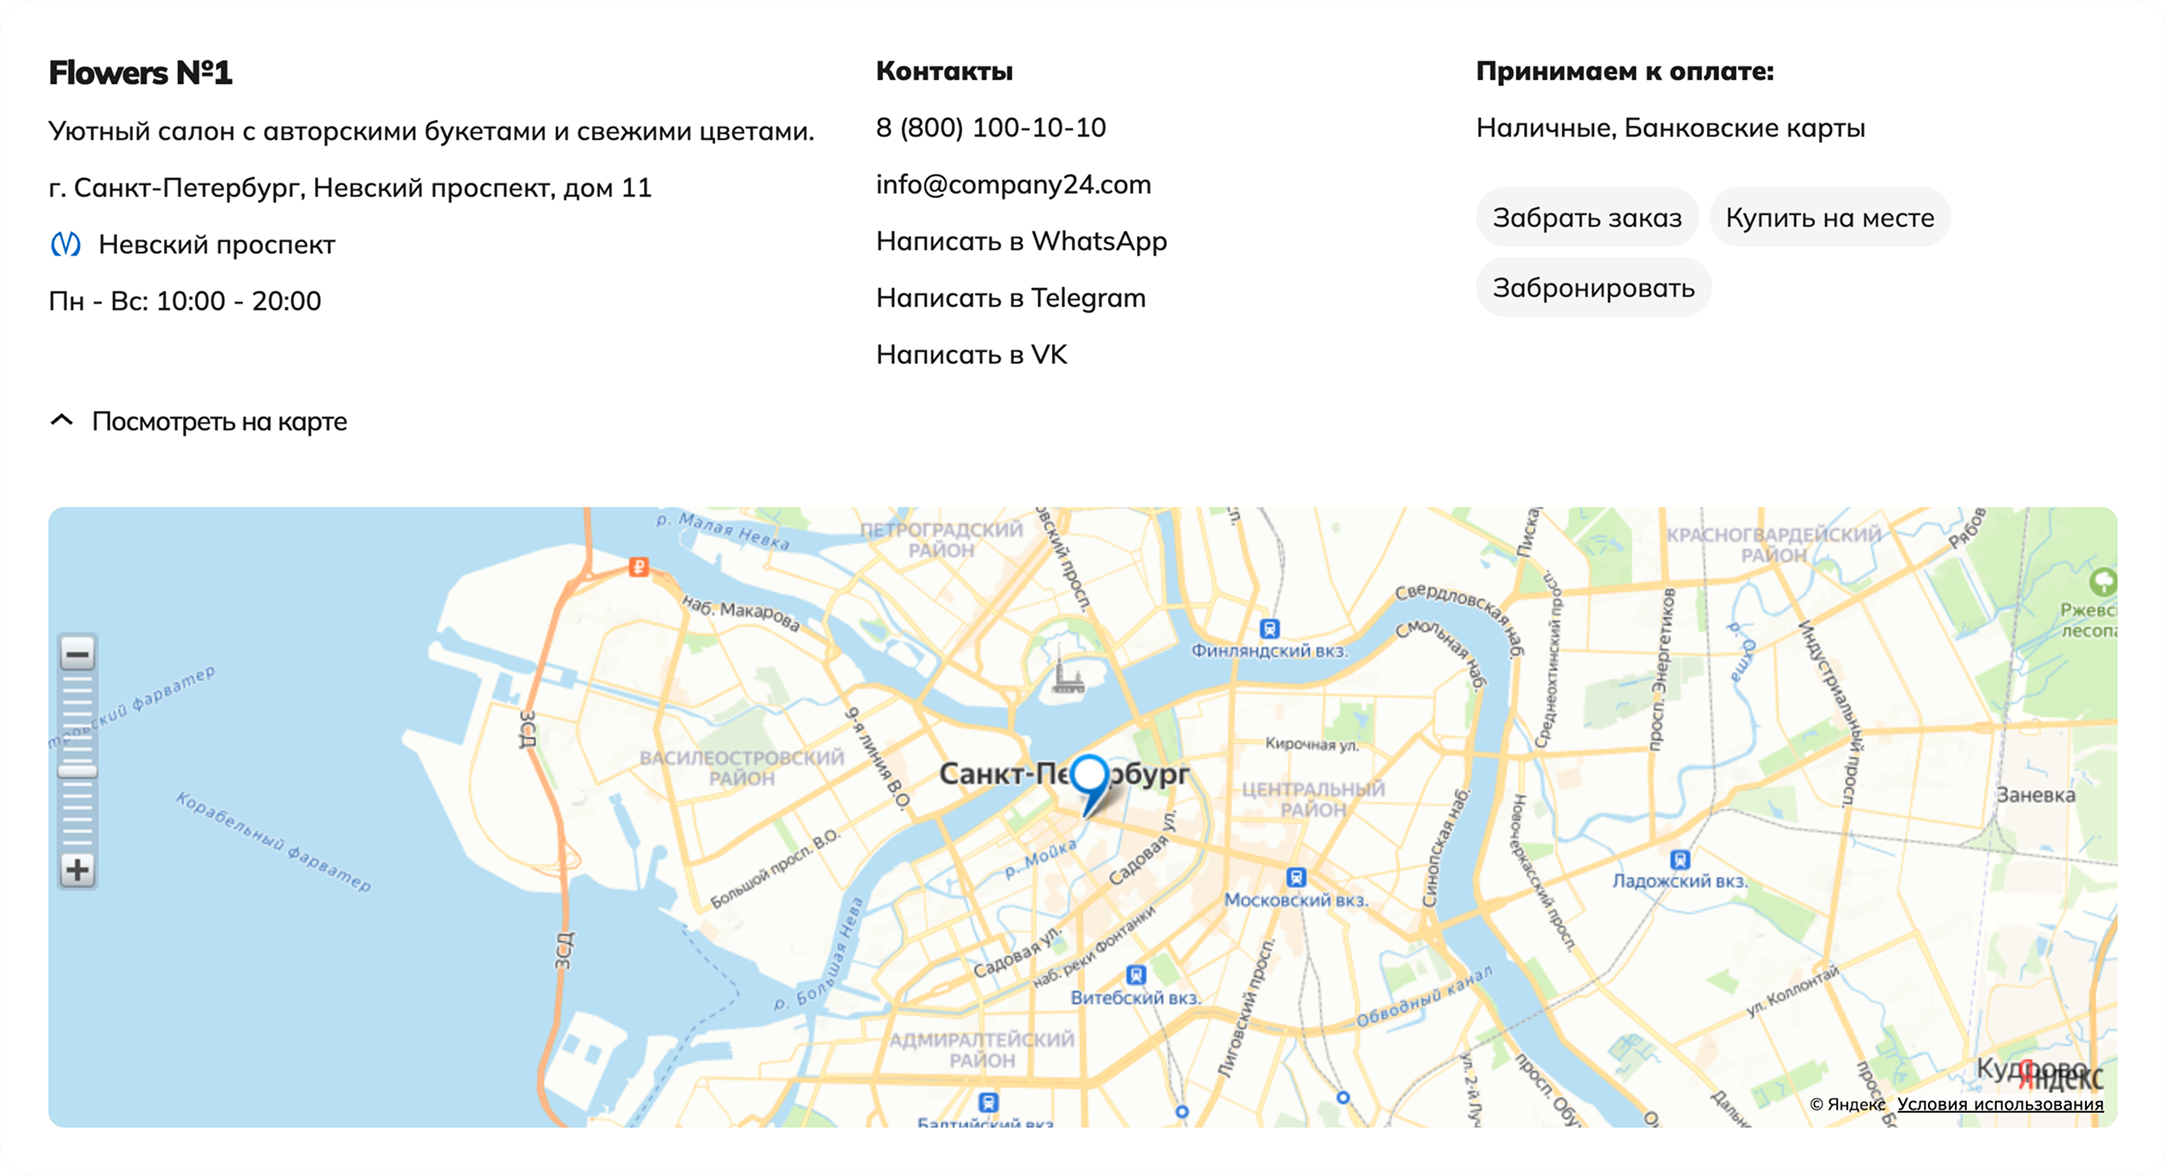 Flowers №1
Уютный салон с авторскими букетами и свежими цветами.
г. Санкт-Петербург, Невский проспект, дом 11
Невский проспект
Пн - Вс: 10:00 - 20:00
Контакты
8 (800) 100-10-10
info@company24.com
Написать в WhatsApp
Написать в Telegram
Написать в VK
Принимаем к оплате:
Наличные, Банковские карты
Забрать заказ
Купить на месте
Забронировать
Посмотреть на карте
р. Малая Невка
ПЕТРОГРАДСКИЙ
РАЙОН
КРАСНОГВАРДЕЙСКИЙ
РАЙОН
наб. Макарова
Свердловская наб.
Смольная наб.
Финляндский вкз.
Среднеохтинский просп.
просп. Энергетиков
р. Охта
Индустриальный просп.
ЗСД
9-я линия В.О.
ВАСИЛЕОСТРОВСКИЙ
РАЙОН
Кирочная ул.
ЦЕНТРАЛЬНЫЙ
РАЙОН
Заневка
Корабельный фарватер
Большой просп. В.О.
р. Мойка
Садовая ул.
Синопская наб.
Новочеркасский просп.
Ладожский вкз.
Московский вкз.
р. Большая Нева
ЗСД
Садовая ул.
наб. реки Фонтанки
Витебский вкз.
Лиговский просп.
Обводный канал
ул. Коллонтай
АДМИРАЛТЕЙСКИЙ
РАЙОН
Балтийский вкз.
Яндекс
© Яндекс Условия использования